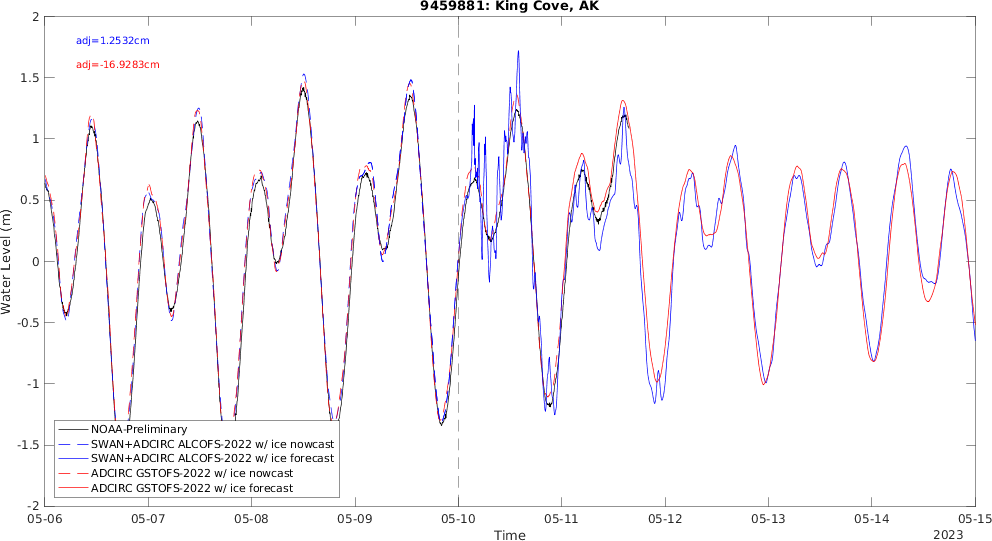 9459881: King Cove, AK
adj=1.2532cm
adj=-16.9283cm
Water Level (m)
2
1.5
1
0.5
0
-0.5
-1
-1.5
-2
NOAA-Preliminary
SWAN+ADCIRC ALCOFS-2022 w/ ice nowcast
SWAN+ADCIRC ALCOFS-2022 w/ ice forecast
ADCIRC GSTOFS-2022 w/ ice nowcast
ADCIRC GSTOFS-2022 w/ ice forecast
05-06 05-07 05-08 05-09 05-10 05-11 05-12 05-13 05-14 05-15
Time
2023